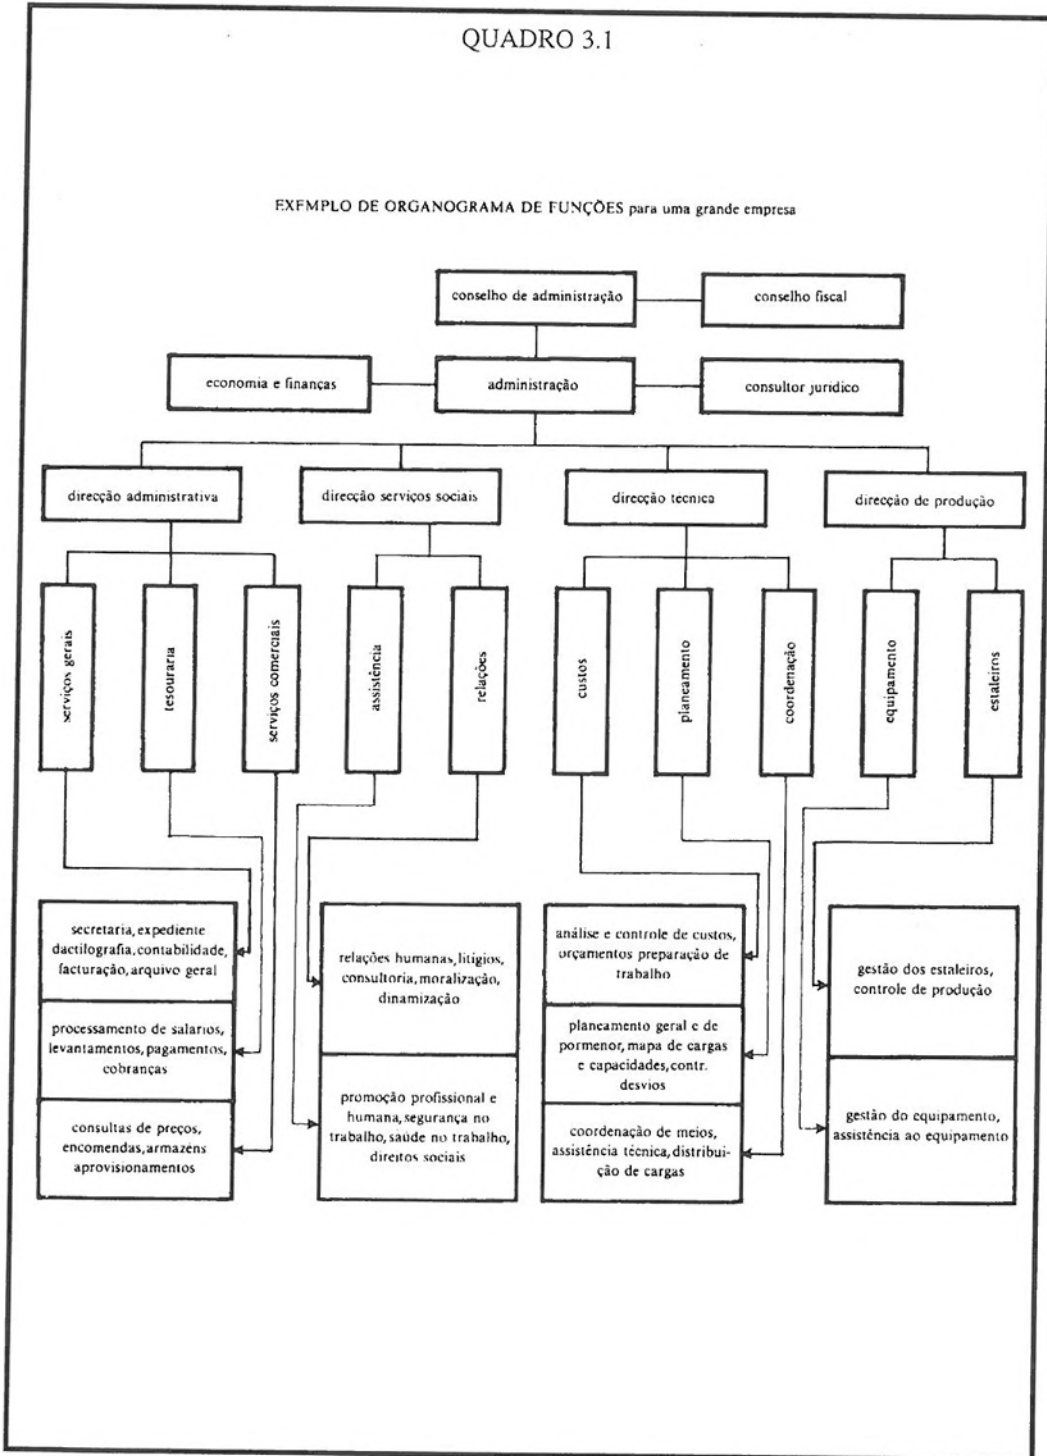 QUADRO 3.1
EXEMPLO DE ORGANOGRAMA DE FUNÇÕES para uma grande empresa
conselho de administração
conselho fiscal
economia e finanças
administração
consultor jurídico
direcção administrativa
direcção serviços sociais
direcção técnica
direcção de produção
serviços gerais
tesouraria
serviços comerciais
assistência
relações
custos
planeamento
coordenação
equipamento
estaleiros
secretaria, expediente
dactilografia, contabilidade,
facturação, arquivo geral
processamento de salários,
levantamentos, pagamentos,
cobranças
consultas de preços,
encomendas, armazéns
aprovisionamentos
relações humanas, litígios,
consultoria, moralização,
dinamização
promoção profissional e
humana, segurança no
trabalho, saúde no trabalho,
direitos sociais
análise e controle de custos,
orçamentos preparação de
trabalho
planeamento geral e de
pormenor, mapa de cargas
e capacidades, contr.
desvios
coordenação de meios,
assistência técnica, distribui-
ção de cargas
gestão dos estaleiros,
controle de produção
gestão do equipamento,
assistência ao equipamento